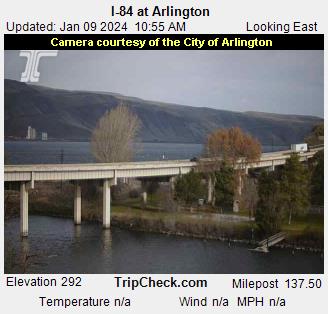 I-84 at Arlington
Updated: Jan 09 2024 10:55 AM Looking East
Camera courtesy of the City of Arlington
Elevation 292 TripCheck.com Milepost 137.50
Temperature n/a Wind n/a MPH n/a